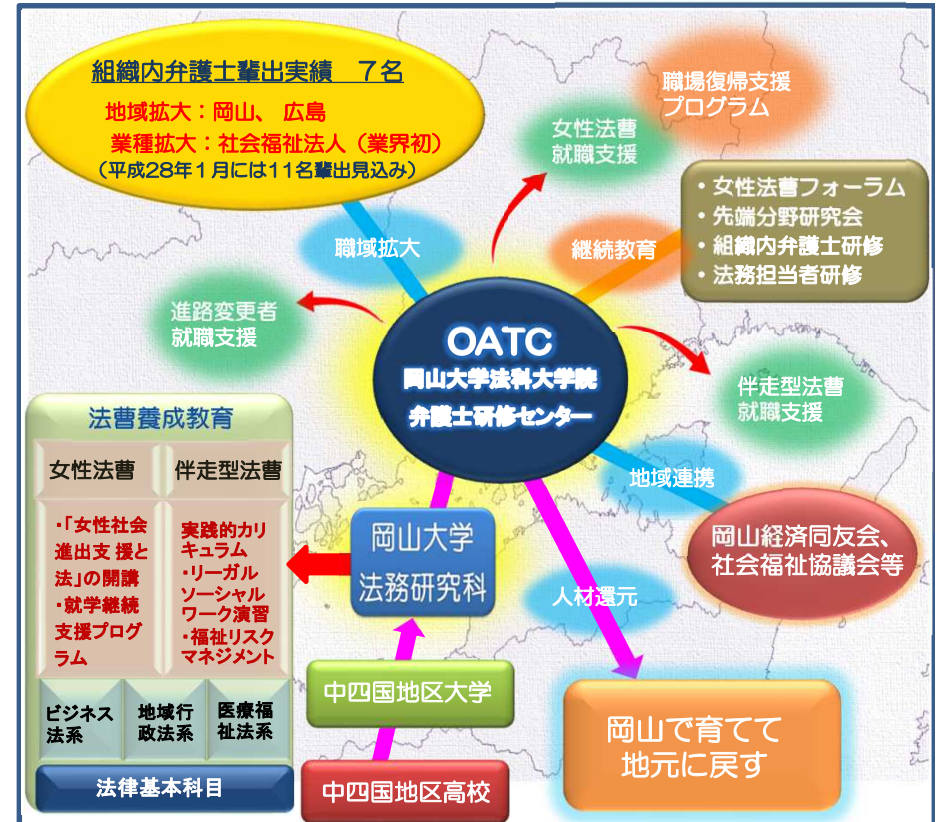 組織内弁護士輩出実績　７名
地域拡大：岡山、広島
業種拡大：社会福祉法人（業界初）
（平成28年１月には11名輩出見込み）
職場復帰支援
プログラム
女性法曹
就職支援
・女性法曹フォーラム
・先端分野研究会
・組織内弁護士研修
・法務担当者研修
職域拡大
継続教育
進路変更者
就職支援
OATC
岡山大学法科大学院
弁護士研修センター
伴走型法曹
就職支援
地域連携
岡山経済同友会、
社会福祉協議会等
法曹養成教育
女性法曹
伴走型法曹
・「女性社会
進出支 援と
法」の開講
・就学継続
支援プログ
ラム
実践的カリ
キュラム
・リーガル
ソーシャル
ワーク演習
・福祉リスク
マネジメント
ビジネス
法系
地域行
政法系
医療福
祉法系
法律基本科目
岡山大学
法務研究科
人材還元
中四国地区大学
中四国地区高校
岡山で育てて
地元に戻す